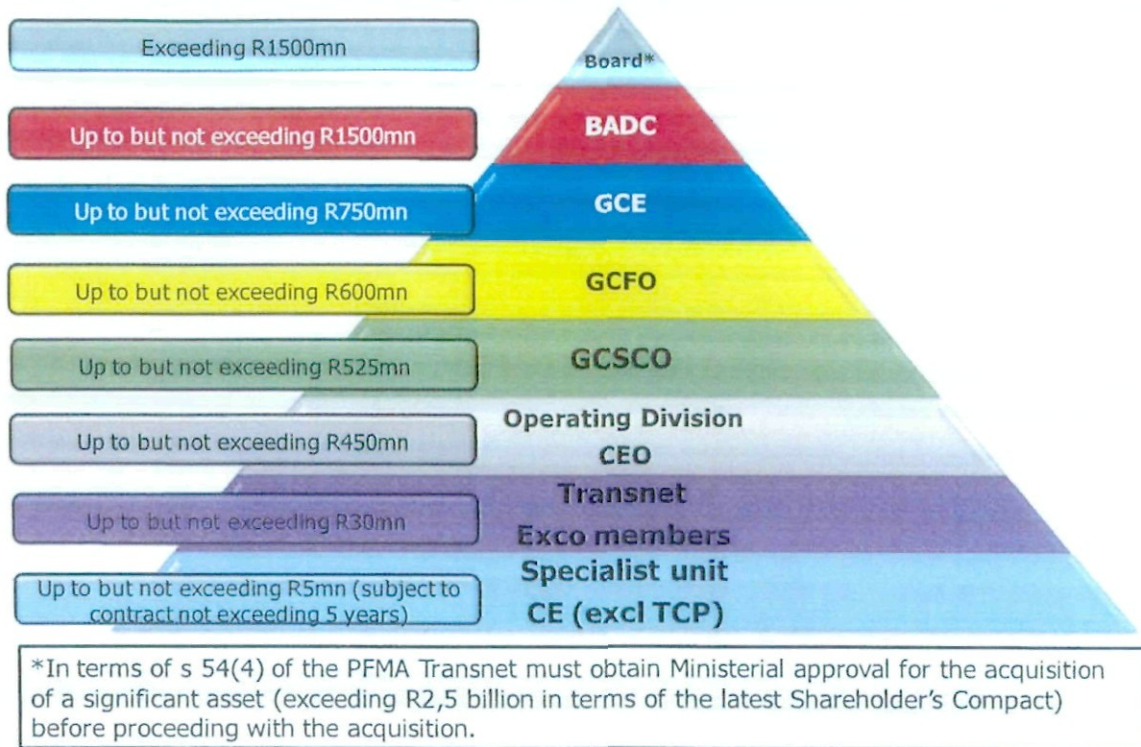 Exceeding R1500mn
Board*
Up to but not exceeding R1500mn
BADC
Up to but not exceeding R750mn
GCE
Up to but not exceeding R600mn
GCFO
Up to but not exceeding R525mn
GCSCO
Up to but not exceeding R450mn
Operating Division
CEO
Up to but not exceeding R30mn
Transnet
Exco members
Up to but not exceeding R5mn (subject to
contract not exceeding 5 years)
Specialist unit
CE (excl TCP)
*In terms of s 54(4) of the PFMA Transnet must obtain Ministerial approval for the acquisition
of a significant asset (exceeding R2,5 billion in terms of the latest Shareholder's Compact)
before proceeding with the acquisition.